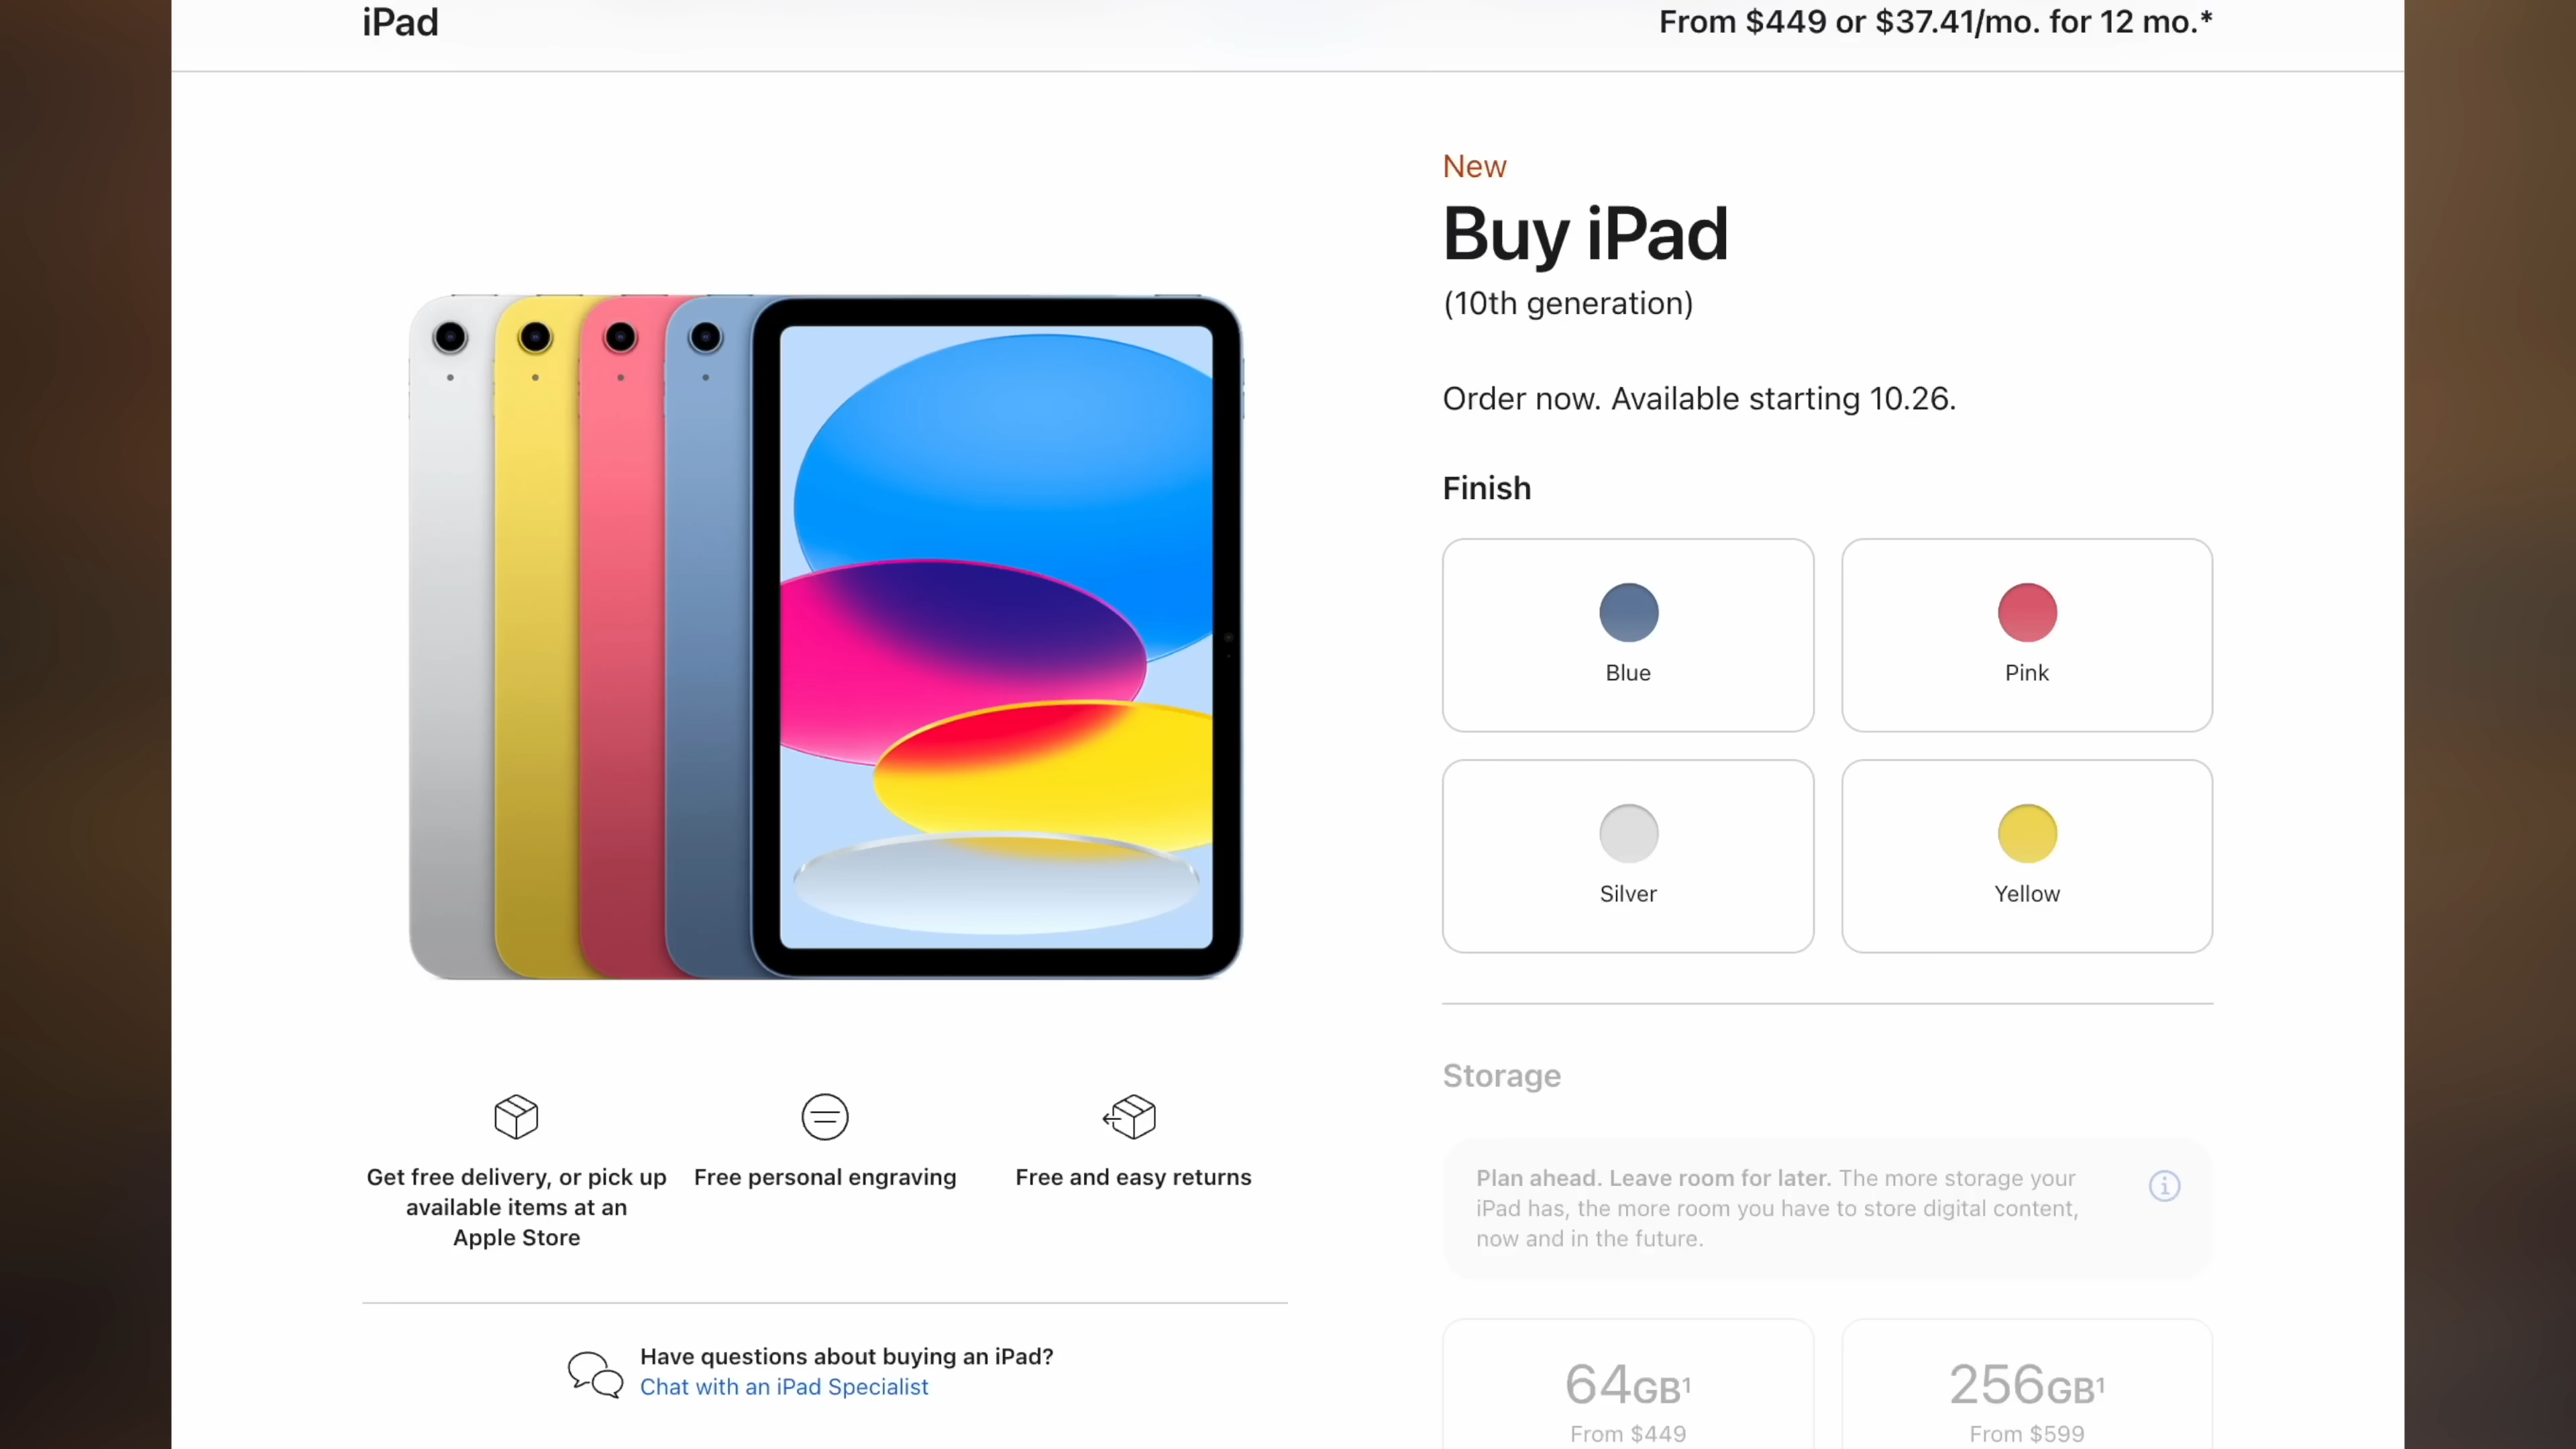 iPad
From $449 or $37.41/mo. for 12 mo.*
New
Buy iPad
(10th generation)
Order now. Available starting 10.26.
Finish
Blue
Pink
Silver
Yellow
Get free delivery, or pick up
available items at an
Apple Store
Free personal engraving
Free and easy returns
Have questions about buying an iPad?
Chat with an iPad Specialist
Storage
Plan ahead. Leave room for later. The more storage your
iPad has, the more room you have to store digital content,
now and in the future.
64GB¹
From $449
256GB¹
From $599